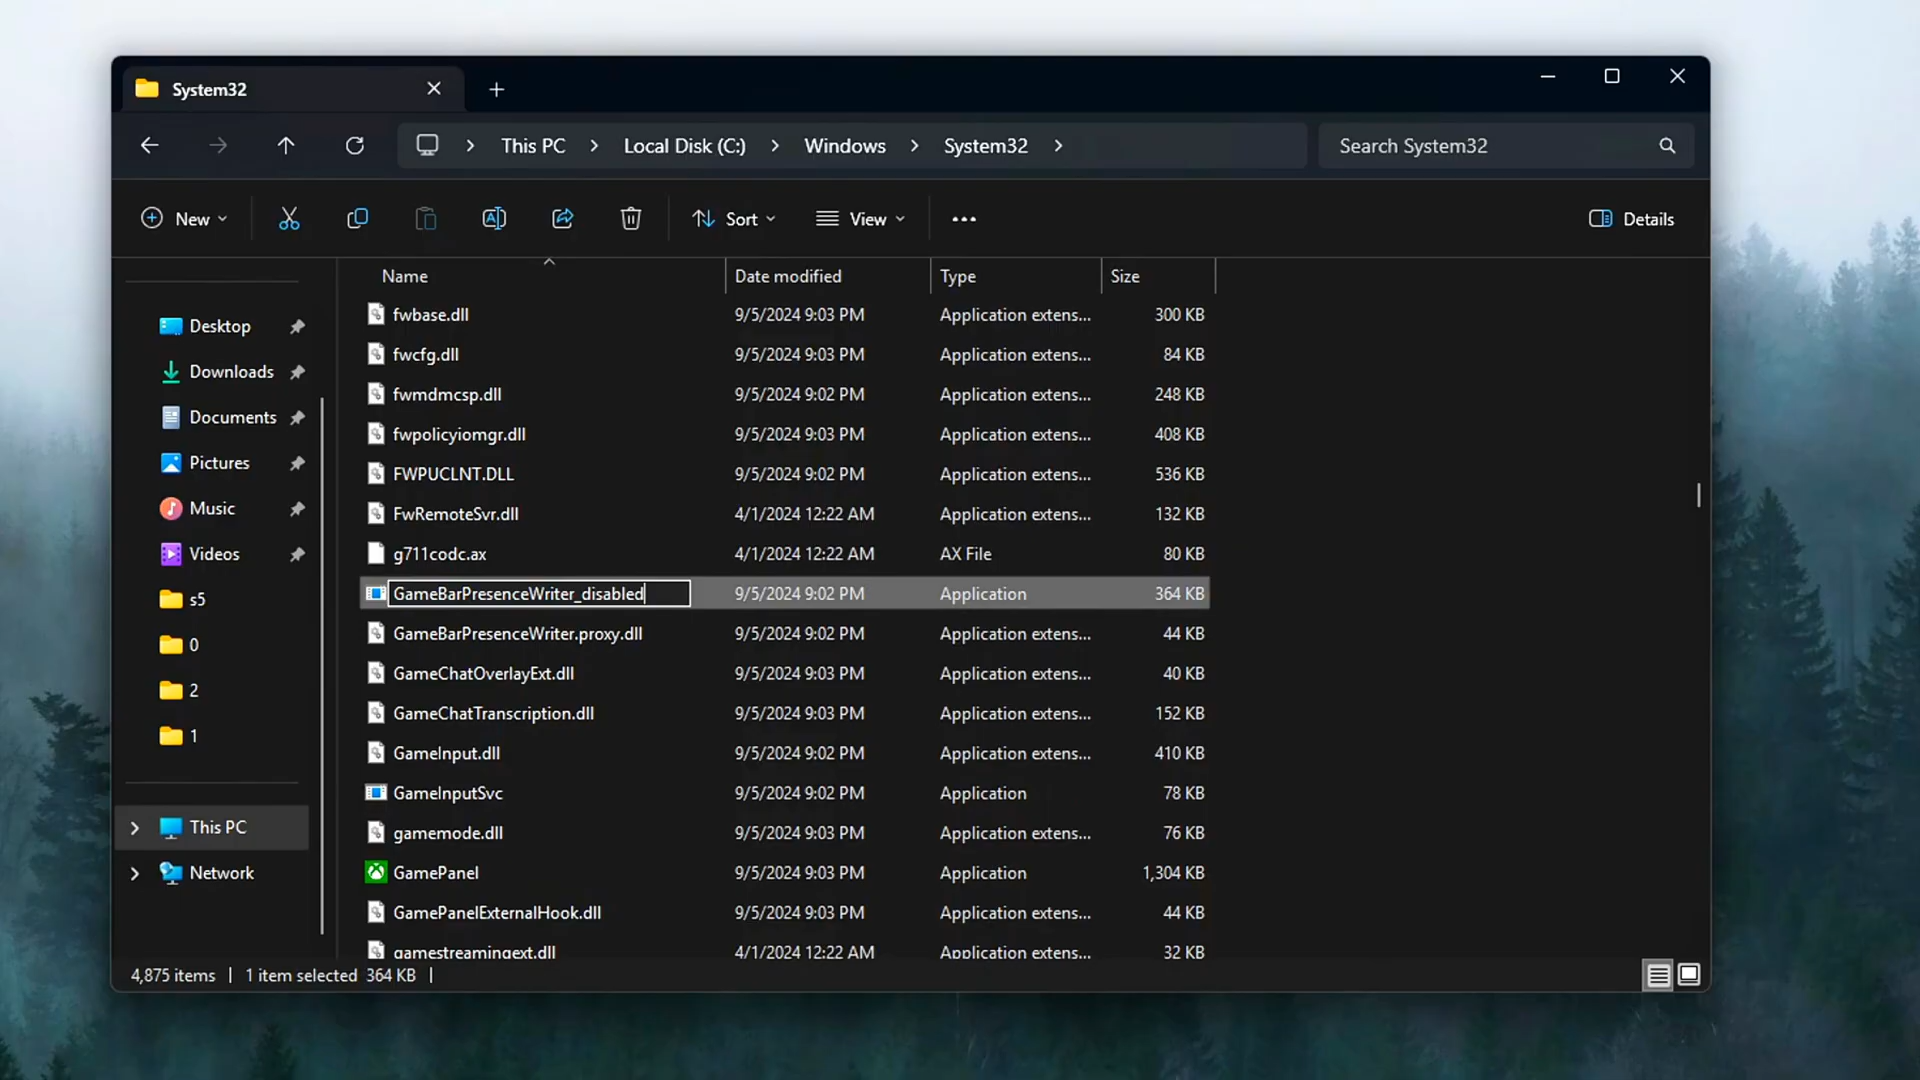 System32
This PC
Local Disk (C:)
Windows
System32
Search System32
New
Sort
View
Details
Name
Date modified
Type
Size
Desktop
Downloads
Documents
Pictures
Music
Videos
s5
0
2
1
This PC
Network
fwbase.dll 9/5/2024 9:03 PM Application extens... 300 KB
fwcfg.dll 9/5/2024 9:03 PM Application extens... 84 KB
fwmdmcsp.dll 9/5/2024 9:02 PM Application extens... 248 KB
fwpolicyiomgr.dll 9/5/2024 9:03 PM Application extens... 408 KB
FWPUCLNT.DLL 9/5/2024 9:02 PM Application extens... 536 KB
FwRemoteSvr.dll 4/1/2024 12:22 AM Application extens... 132 KB
g711codc.ax 4/1/2024 12:22 AM AX File 80 KB
GameBarPresenceWriter_disabled 9/5/2024 9:02 PM Application 364 KB
GameBarPresenceWriter.proxy.dll 9/5/2024 9:02 PM Application extens... 44 KB
GameChatOverlayExt.dll 9/5/2024 9:03 PM Application extens... 40 KB
GameChatTranscription.dll 9/5/2024 9:03 PM Application extens... 152 KB
GameInput.dll 9/5/2024 9:02 PM Application extens... 410 KB
GameInputSvc 9/5/2024 9:02 PM Application 78 KB
gamemode.dll 9/5/2024 9:03 PM Application extens... 76 KB
GamePanel 9/5/2024 9:03 PM Application 1,304 KB
GamePanelExternalHook.dll 9/5/2024 9:03 PM Application extens... 44 KB
gamestreamingext.dll 4/1/2024 12:22 AM Application extens... 32 KB
4,875 items
1 item selected 364 KB